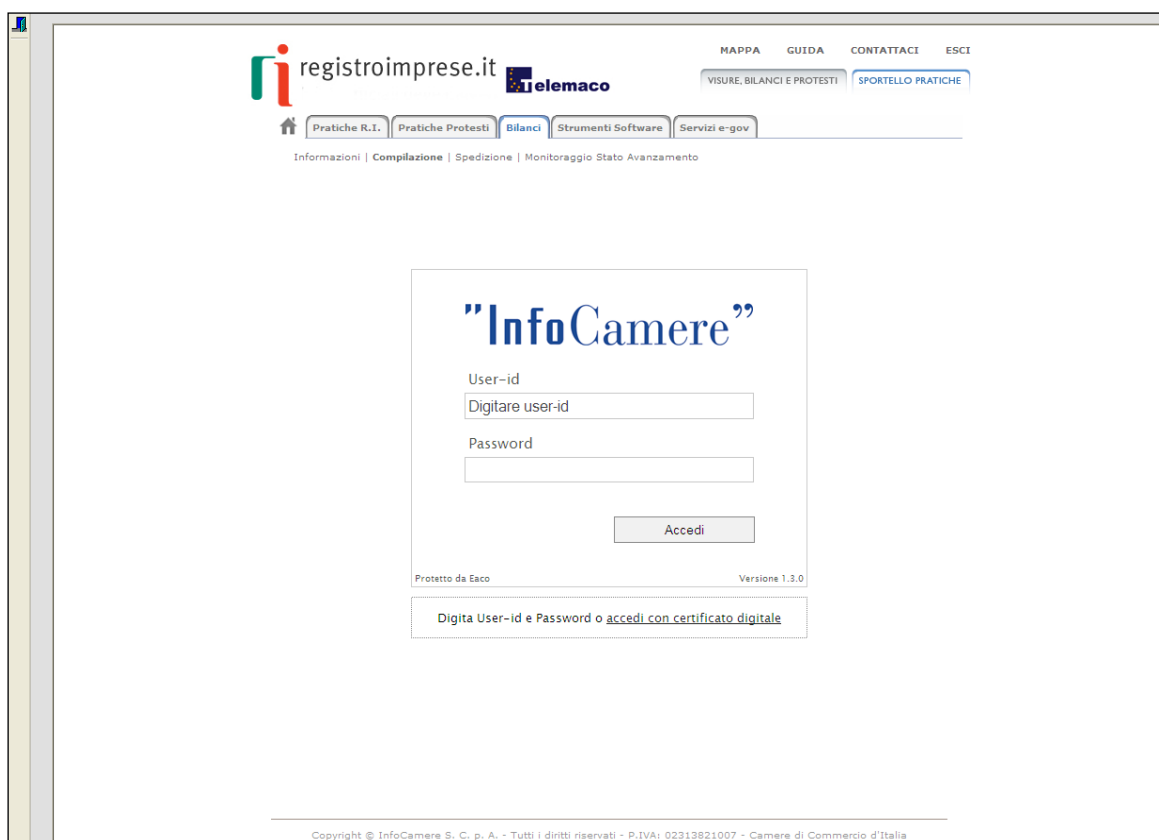 MAPPA GUIDA CONTATTACI ESCI
registroimprese.it Telemaco
VISURE, BILANCI E PROTESTI SPORTELLO PRATICHE
Pratiche R.I. Pratiche Protesti Bilanci Strumenti Software Servizi e-gov
Informazioni | Compilazione | Spedizione | Monitoraggio Stato Avanzamento
"InfoCamere"
User-id
Digitare user-id
Password
Accedi
Protetto da Eaco Versione 1.3.0
Digita User-id e Password o accedi con certificato digitale
Copyright © InfoCamere S. C. p. A. - Tutti i diritti riservati - P.IVA: 02313821007 - Camere di Commercio d'Italia